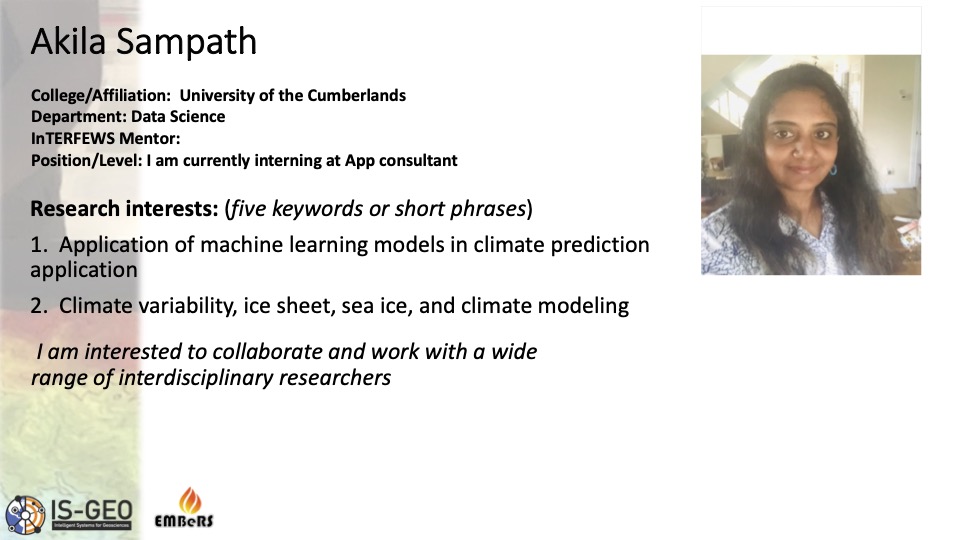 Akila Sampath
College/Affiliation:  University of the Cumberlands
Department: Data Science
InTERFEWS Mentor:
Position/Level: I am currently interning at App consultant
Research interests: (five keywords or short phrases)
1.  Application of machine learning models in climate prediction
application
2.  Climate variability, ice sheet, sea ice, and climate modeling
I am interested to collaborate and work with a wide
range of interdisciplinary researchers
IS-GEO
Intelligent Systems for Geosciences
EMBeRS